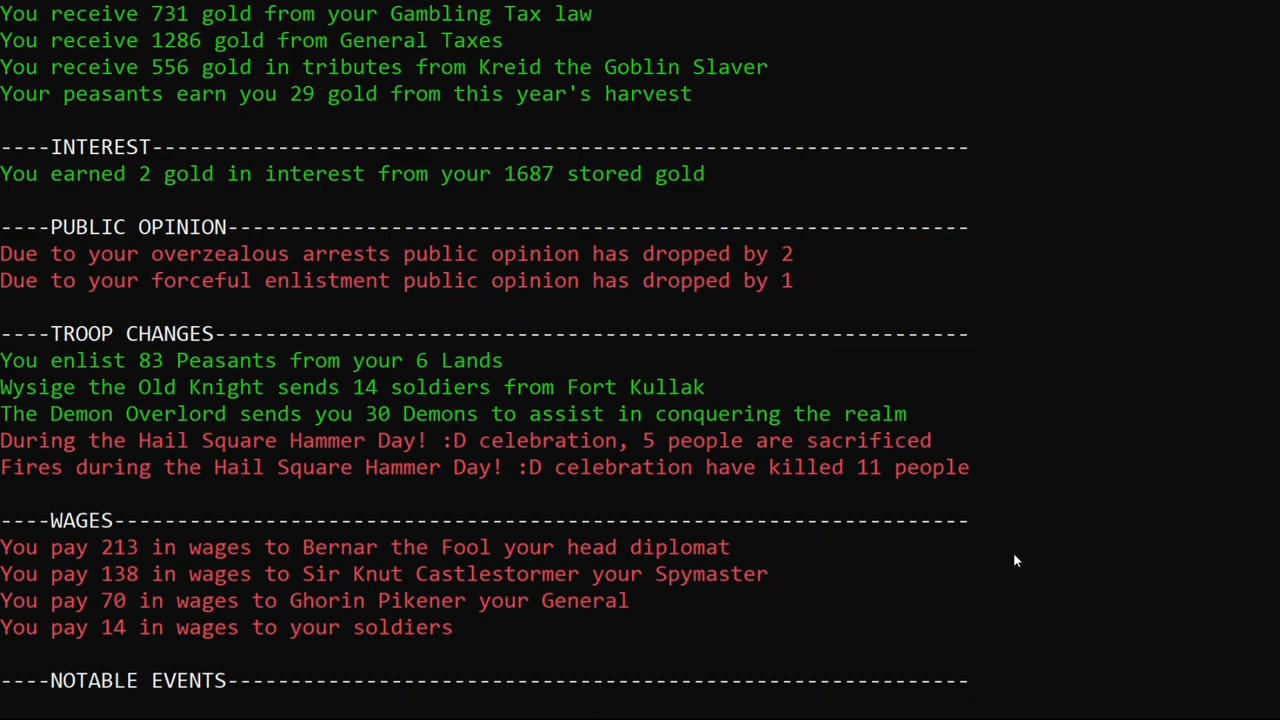 You receive 731 gold from your Gambling Tax law
You receive 1286 gold from General Taxes
You receive 556 gold in tributes from Kreid the Goblin Slaver
Your peasants earn you 29 gold from this year's harvest
----INTEREST-----------------------------------------------------------------
You earned 2 gold in interest from your 1687 stored gold
----PUBLIC OPINION-----------------------------------------------------------
Due to your overzealous arrests public opinion has dropped by 2
Due to your forceful enlistment public opinion has dropped by 1
----TROOP CHANGES------------------------------------------------------------
You enlist 83 Peasants from your 6 Lands
Wysige the Old Knight sends 14 soldiers from Fort Kullak
The Demon Overlord sends you 30 Demons to assist in conquering the realm
During the Hail Square Hammer Day! :D celebration, 5 people are sacrificed
Fires during the Hail Square Hammer Day! :D celebration have killed 11 people
----WAGES--------------------------------------------------------------------
You pay 213 in wages to Bernar the Fool your head diplomat
You pay 138 in wages to Sir Knut Castlestormer your Spymaster
You pay 70 in wages to Ghorin Pikener your General
You pay 14 in wages to your soldiers
----NOTABLE EVENTS-----------------------------------------------------------